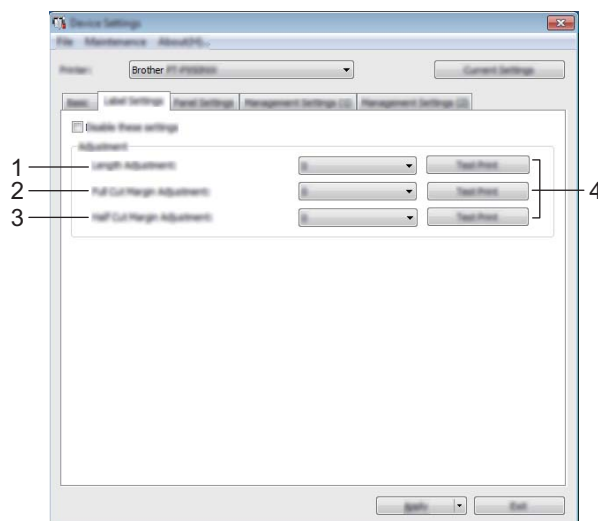 Device Settings
File Maintenance About(H)...
Printer: Brother Current Settings
Basic Label Settings Panel Settings Management Settings (1) Management Settings (2)
Disable these settings
Adjustment
1 Length Adjustment: 0 Test Print
2 Full Cut Margin Adjustment: 0 Test Print 4
3 Half Cut Margin Adjustment: 0 Test Print
Apply Exit